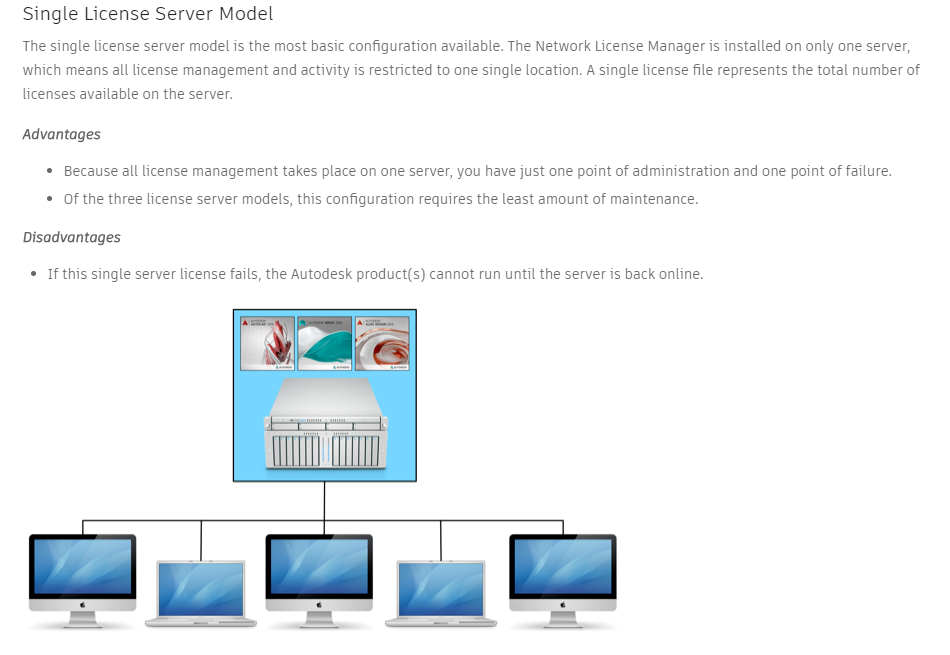 Single License Server Model
The single license server model is the most basic configuration available. The Network License Manager is installed on only one server,
which means all license management and activity is restricted to one single location. A single license file represents the total number of
licenses available on the server.
Advantages
• Because all license management takes place on one server, you have just one point of administration and one point of failure.
• Of the three license server models, this configuration requires the least amount of maintenance.
Disadvantages
• If this single server license fails, the Autodesk product(s) cannot run until the server is back online.